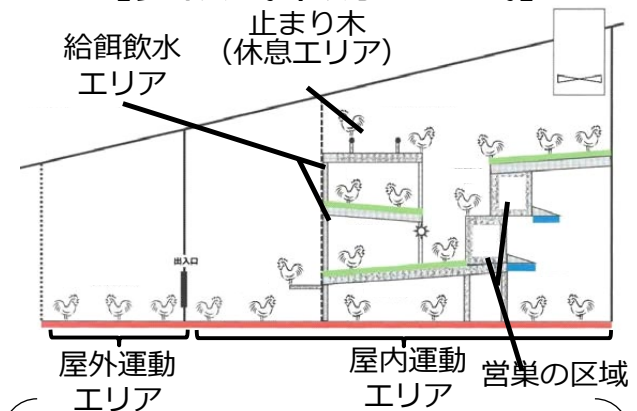 止まり木
（休息エリア）
給餌飲水
エリア
出入口
屋外運動
エリア
屋内運動
エリア
営巣の区域